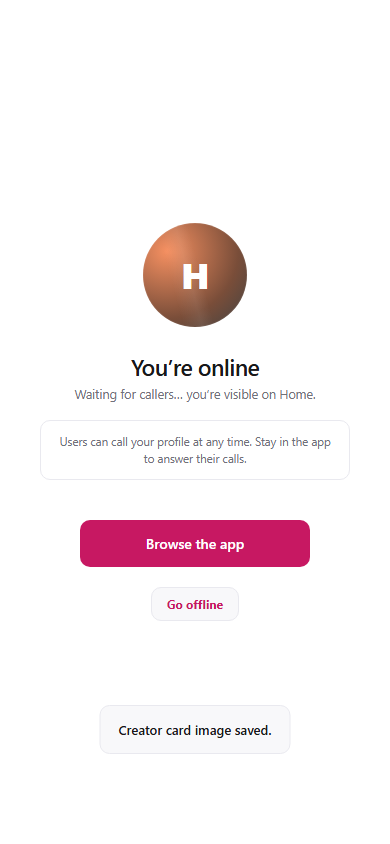 H
You’re online
Waiting for callers... you’re visible on Home.
Users can call your profile at any time. Stay in the app
to answer their calls.
Browse the app
Go offline
Creator card image saved.